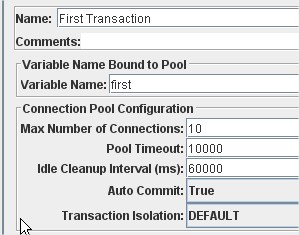 Name: First Transaction
Comments:
Variable Name Bound to Pool
Variable Name: first
Connection Pool Configuration
Max Number of Connections: 10
Pool Timeout: 10000
Idle Cleanup Interval (ms): 60000
Auto Commit: True
Transaction Isolation: DEFAULT